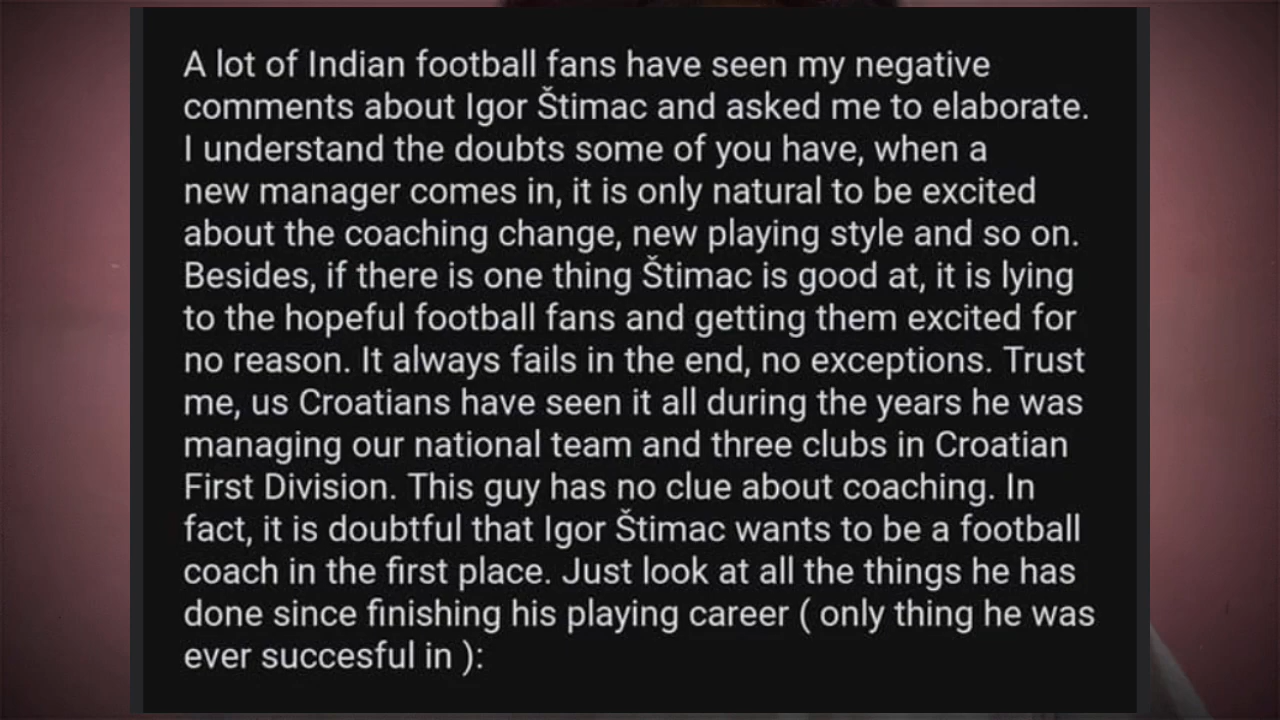 A lot of Indian football fans have seen my negative
comments about Igor Štimac and asked me to elaborate.
I understand the doubts some of you have, when a
new manager comes in, it is only natural to be excited
about the coaching change, new playing style and so on.
Besides, if there is one thing Štimac is good at, it is lying
to the hopeful football fans and getting them excited for
no reason. It always fails in the end, no exceptions. Trust
me, us Croatians have seen it all during the years he was
managing our national team and three clubs in Croatian
First Division. This guy has no clue about coaching. In
fact, it is doubtful that Igor Štimac wants to be a football
coach in the first place. Just look at all the things he has
done since finishing his playing career ( only thing he was
ever succesful in ):